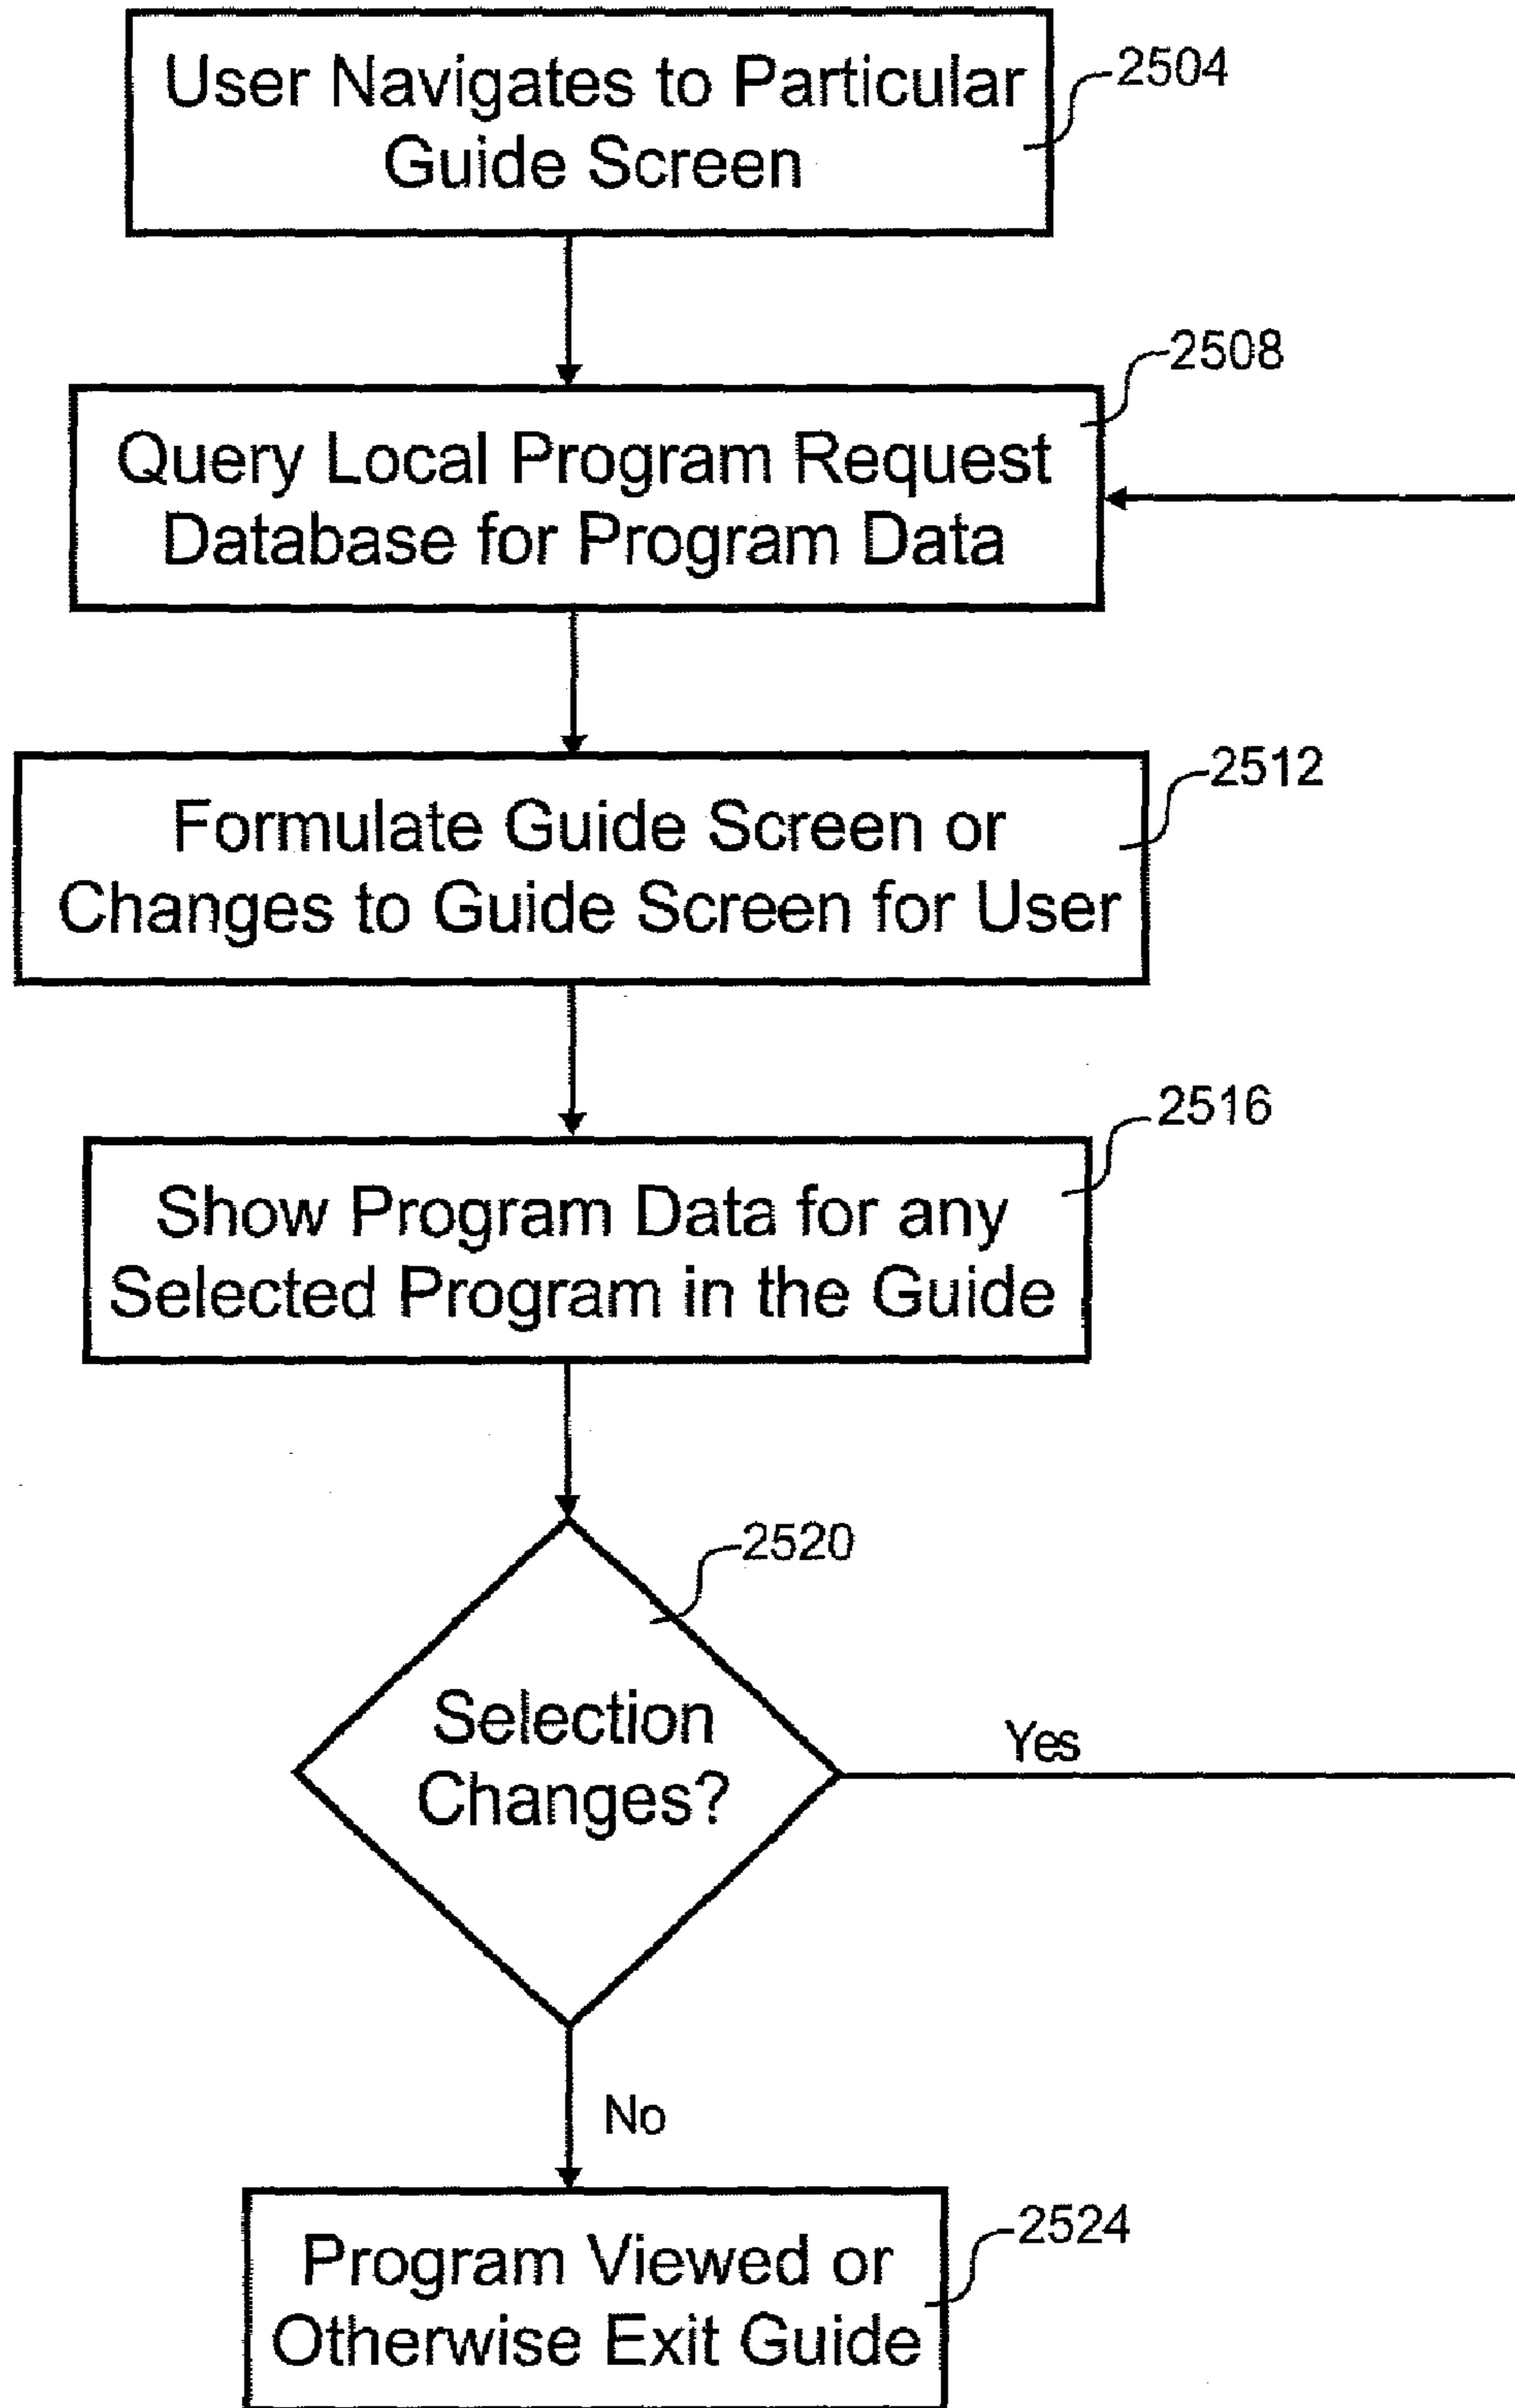 User Navigates to Particular
Guide Screen
2504
Query Local Program Request
Database for Program Data
2508
Formulate Guide Screen or
Changes to Guide Screen for User
2512
Show Program Data for any
Selected Program in the Guide
2516
2520
Selection
Changes?
Yes
No
Program Viewed or
Otherwise Exit Guide
2524